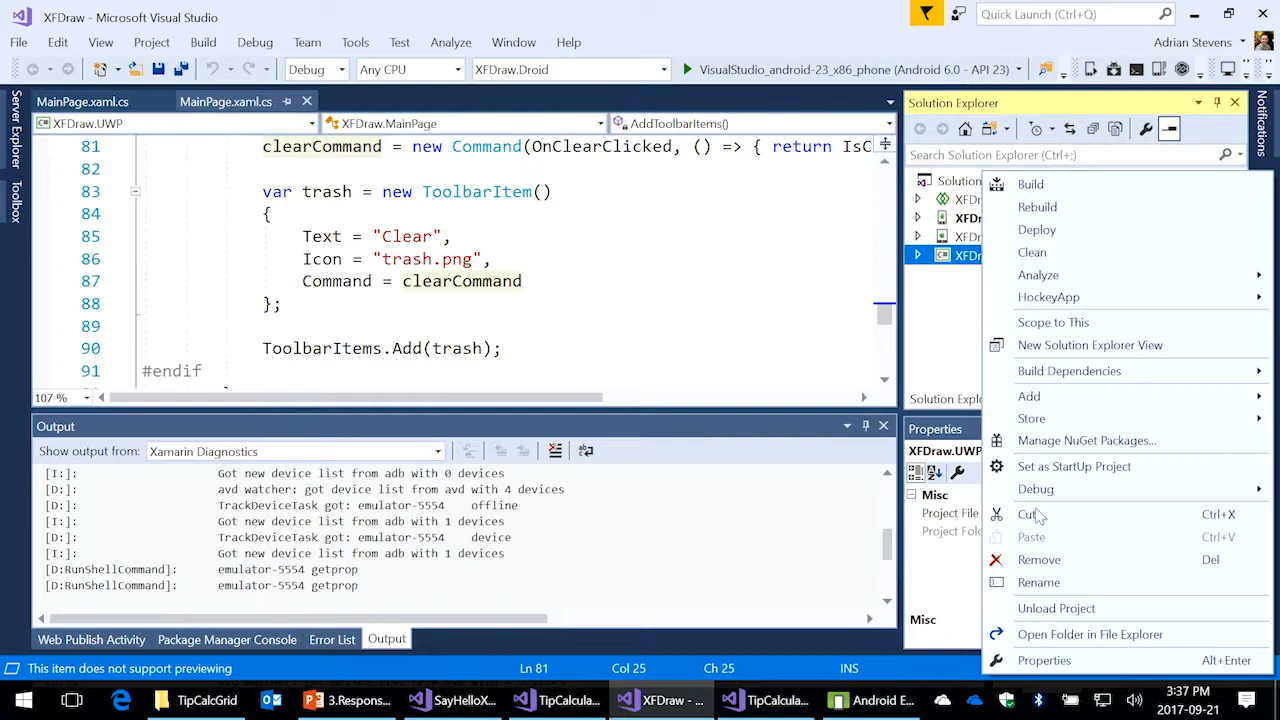 XFDraw - Microsoft Visual Studio
Quick Launch (Ctrl+Q)
File Edit View Project Build Debug Team Tools Test Analyze Window Help
Adrian Stevens
Debug Any CPU XFDraw.Droid VisualStudio_android-23_x86_phone (Android 6.0 - API 23)
Server Explorer
Toolbox
MainPage.xaml.cs MainPage.xaml.cs
XFDraw.UWP XFDraw.MainPage AddToolbarItems()
81 clearCommand = new Command(OnClearClicked, () => { return IsC
82
83 var trash = new ToolbarItem()
84 {
85 Text = "Clear",
86 Icon = "trash.png",
87 Command = clearCommand
88 };
89
90 ToolbarItems.Add(trash);
91 #endif
107 %
Output
Show output from: Xamarin Diagnostics
[I:]: Got new device list from adb with 0 devices
[D:]: avd watcher: got device list from avd with 4 devices
[D:]: TrackDeviceTask got: emulator-5554 offline
[I:]: Got new devices list from adb with 1 devices
[D:]: TrackDeviceTask got: emulator-5554 device
[I:]: Got new devices list from adb with 1 devices
[D:RunShellCommand]: emulator-5554 getprop
[D:RunShellCommand]: emulator-5554 getprop
Web Publish Activity Package Manager Console Error List Output
Solution Explorer
Search Solution Explorer (Ctrl+;)
Solution
XFDr
XFDr
XFDr
XFDr
Solution Explorer
Properties
XFDraw.UWP
Misc
Project File
Project Folder
Misc
Notifications
Build
Rebuild
Deploy
Clean
Analyze
HockeyApp
Scope to This
New Solution Explorer View
Build Dependencies
Add
Store
Manage NuGet Packages...
Set as StartUp Project
Debug
Cut Ctrl+X
Paste Ctrl+V
Remove Del
Rename
Unload Project
Open Folder in File Explorer
Properties Alt+Enter
This item does not support previewing Ln 81 Col 25 Ch 25 INS
TipCalcGrid 3.Respons... SayHelloX... TipCalcula... XFDraw - ... TipCalcula... Android E...
3:37 PM
2017-09-21